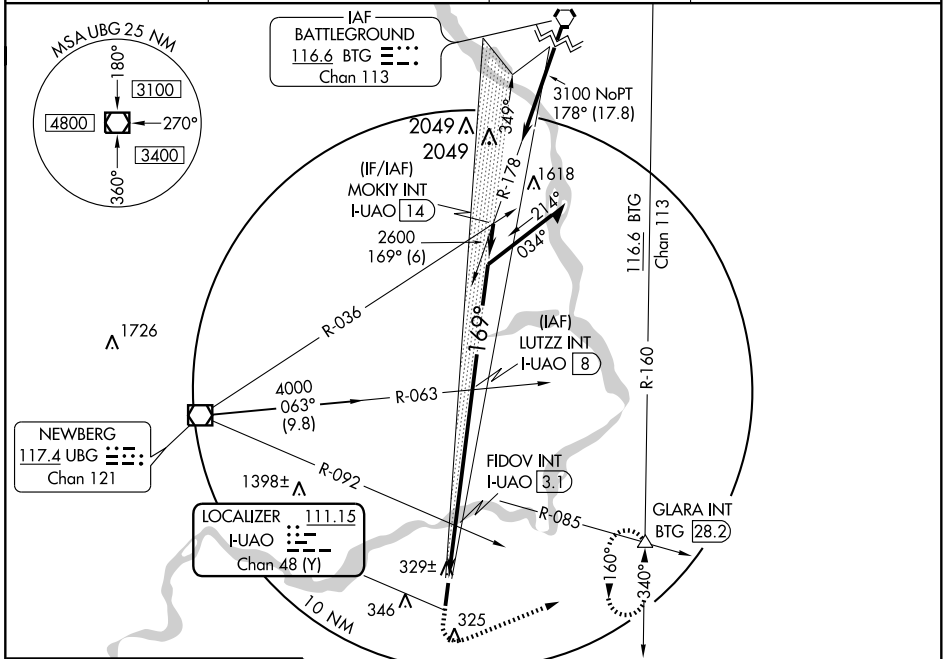 MSA UBG 25 NM
180°
3100
4800
270°
3400
360°
IAF
BATTLEGROUND
116.6 BTG
Chan 113
3100 NoPT
178° (17.8)
349°
2049
2049
R-178
1618
(IF/IAF)
MOKIY INT
I-UAO 14
2600
169° (6)
214°
034°
116.6 BTG
Chan 113
R-036
169°
1726
(IAF)
LUTZZ INT
I-UAO 8
R-160
4000
063°
(9.8)
R-063
NEWBERG
117.4 UBG
Chan 121
R-092
1398±
FIDOV INT
I-UAO 3.1
R-085
GLARA INT
BTG 28.2
LOCALIZER 111.15
I-UAO
Chan 48 (Y)
329±
160°
340°
346
325
10 NM